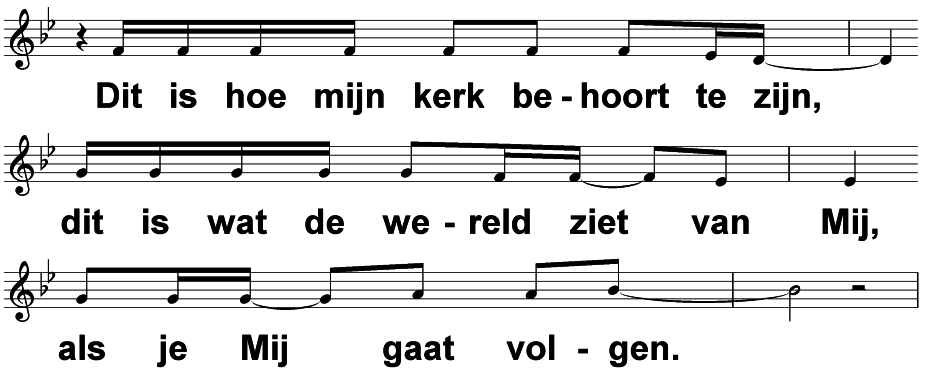 Dit is hoe mijn kerk be - hoort te zijn,
dit is wat de we - reld ziet van Mij,
als je Mij gaat vol - gen.